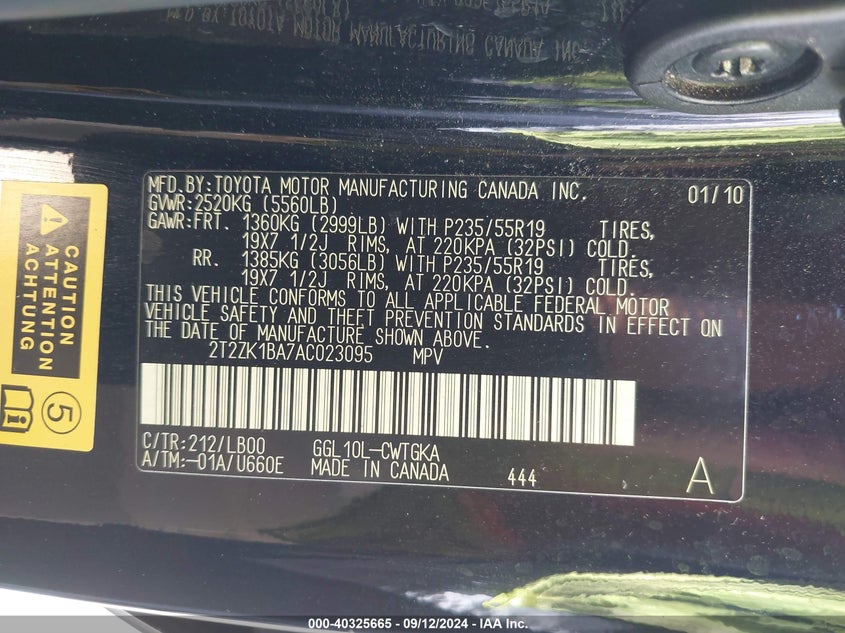 MFD.BY:TOYOTA MOTOR MANUFACTURING CANADA INC. 01/10
GVWR:2520KG (5560LB)
GAWR:FRT. 1360KG (2999LB) WITH P235/55R19 TIRES,
19X7 1/2J RIMS, AT 220KPA (32PSI) COLD.
RR. 1385KG (3056LB) WITH P235/55R19 TIRES,
19X7 1/2J RIMS, AT 220KPA (32PSI) COLD.
THIS VEHICLE CONFORMS TO ALL APPLICABLE FEDERAL MOTOR
VEHICLE SAFETY AND THEFT PREVENTION STANDARDS IN EFFECT ON
THE DATE OF MANUFACTURE SHOWN ABOVE.
2T2ZK1BA7AC023095 MPV
C/TR:212/LB00 GGL10L-CWTGKA
A/TM:-01A/U660E MADE IN CANADA 444 A
CAUTION
ATTENTION
ACHTUNG
5
000-40325665 - 09/12/2024 - IAA Inc.